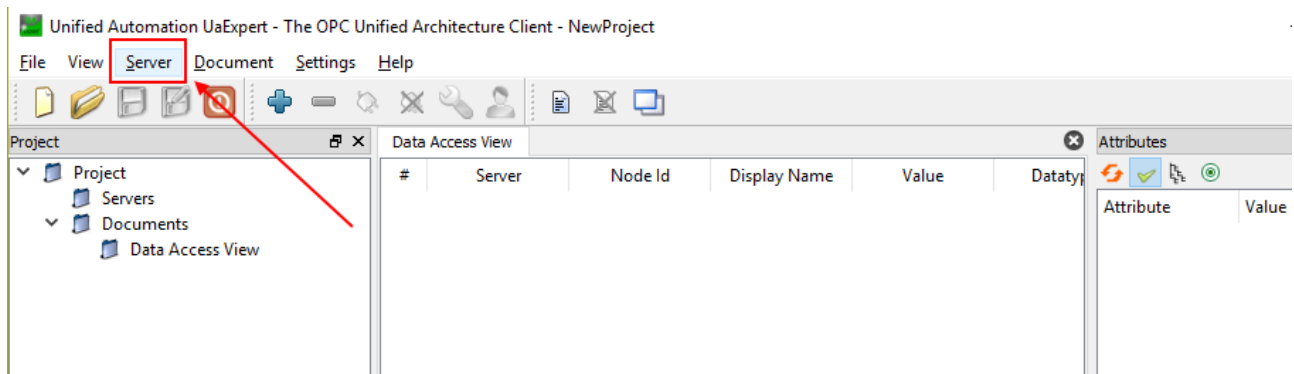 Unified Automation UaExpert - The OPC Unified Architecture Client - NewProject
File View Server Document Settings Help
Project
Data Access View
Attributes
# Server Node Id Display Name Value Datatyp
Project
Servers
Documents
Data Access View
Attribute Value